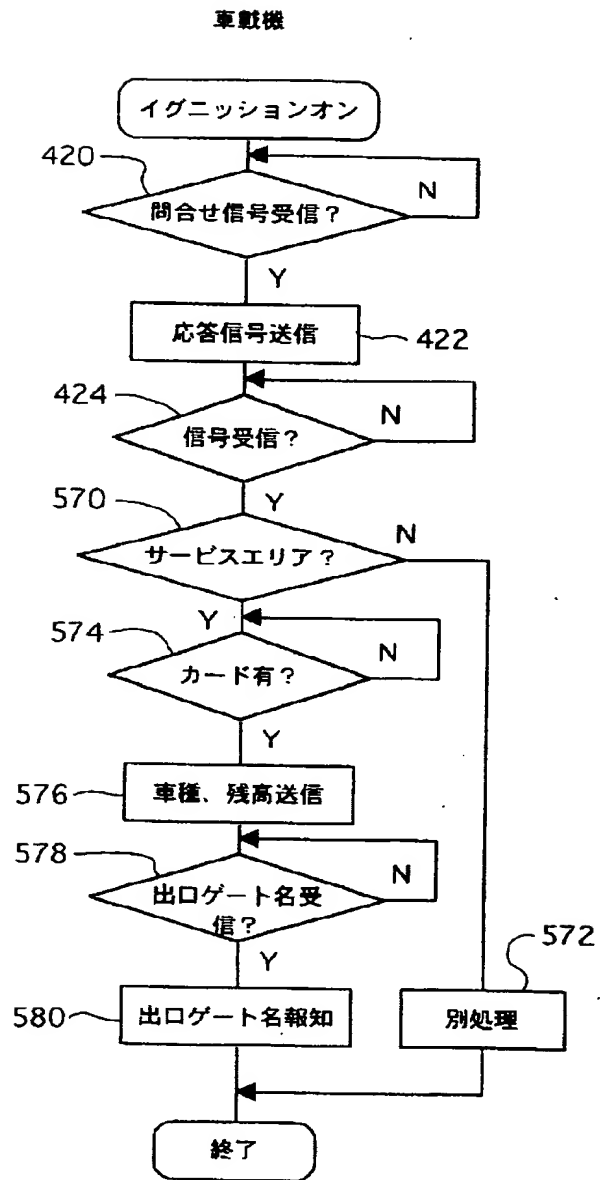 車載機
イグニッションオン
420
N
問合せ信号受信？
Y
応答信号送信
422
424
N
信号受信？
570
Y
N
サービスエリア？
574
Y
N
カード有？
Y
576
車種、残高送信
578
N
出口ゲート名受
信？
572
Y
580
出口ゲート名報知
別処理
終了